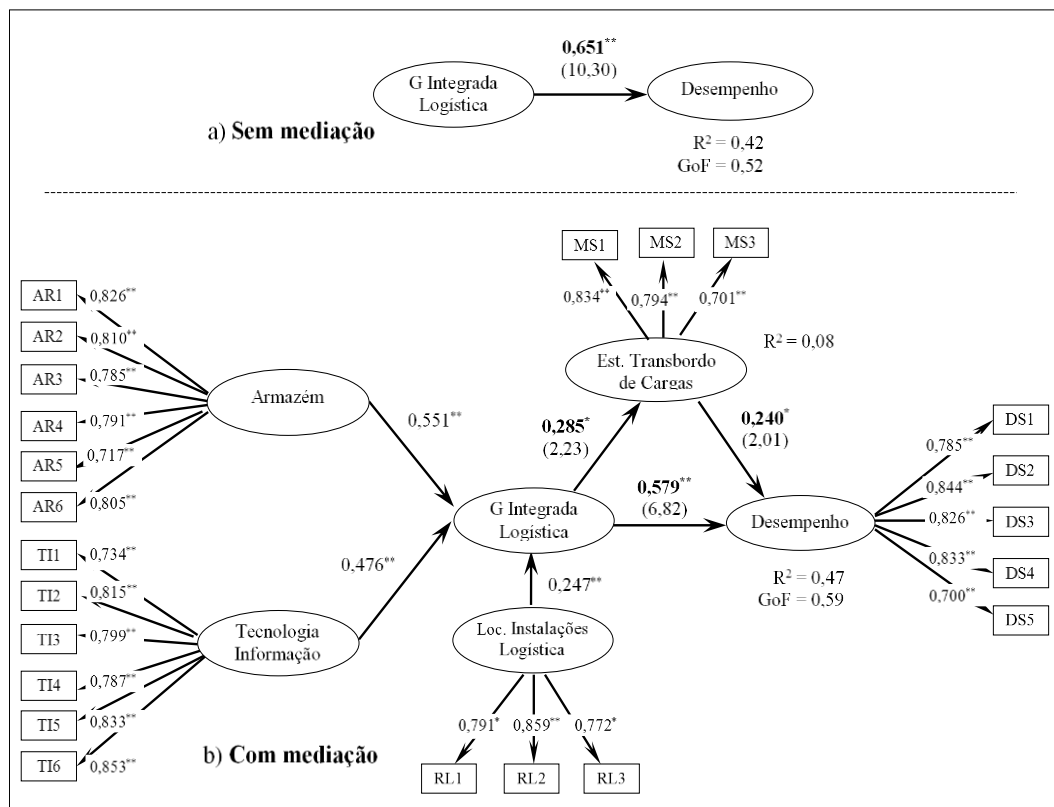 0,651**
(10,30)
G Integrada
Logística
Desempenho
a) Sem mediação
R² = 0,42
GoF = 0,52
MS1
MS2
MS3
0,834**
0,794**
0,701**
Est. Transbordo
de Cargas
R² = 0,08
AR1
0,826**
AR2
0,810**
AR3
0,785**
AR4
0,791**
AR5
0,717**
AR6
0,805**
Armazém
0,551**
0,285*
(2,23)
0,240*
(2,01)
G Integrada
Logística
0,579**
(6,82)
Desempenho
R² = 0,47
GoF = 0,59
DS1
0,785**
DS2
0,844**
DS3
0,826**
DS4
0,833**
DS5
0,700**
TI1
0,734**
TI2
0,815**
TI3
0,799**
TI4
0,787**
TI5
0,833**
TI6
0,853**
Tecnologia
Informação
0,476**
0,247**
Loc. Instalações
Logística
0,791*
0,859**
0,772*
RL1
RL2
RL3
b) Com mediação